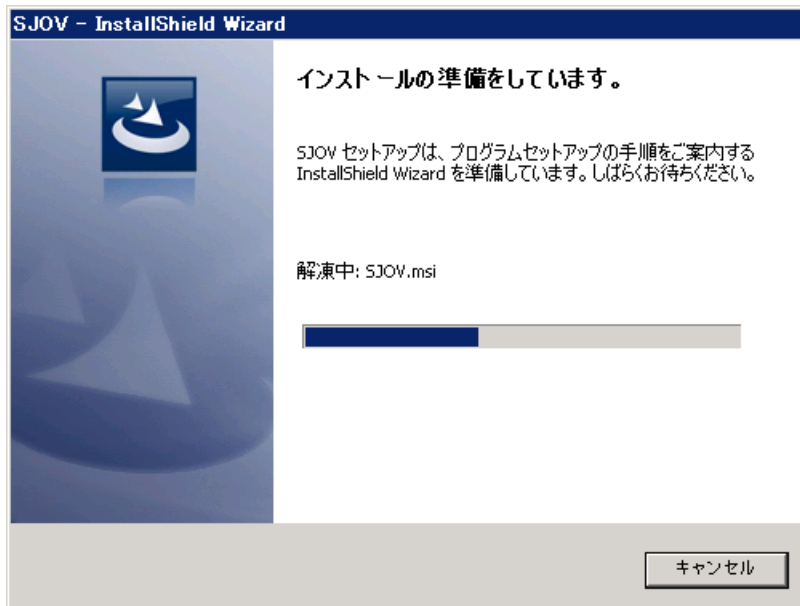 SJOV - InstallShield Wizard
インストールの準備をしています。
SJOV セットアップは、プログラムセットアップの手順をご案内する
InstallShield Wizard を準備しています。しばらくお待ちください。
解凍中: SJOV.msi
キャンセル